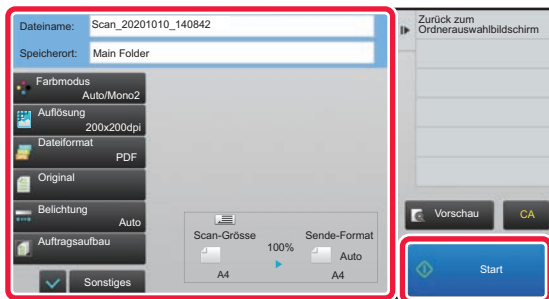 Dateiname: Scan_20201010_140842
Speicherort: Main Folder
Farbmodus
Auto/Mono2
Auflösung
200x200dpi
Dateiformat
PDF
Original
Belichtung
Auto
Auftragsaufbau
Sonstiges
Scan-Grösse
A4
100%
Sende-Format
Auto
A4
Zurück zum
Ordnerauswahlbildschirm
Vorschau
CA
Start